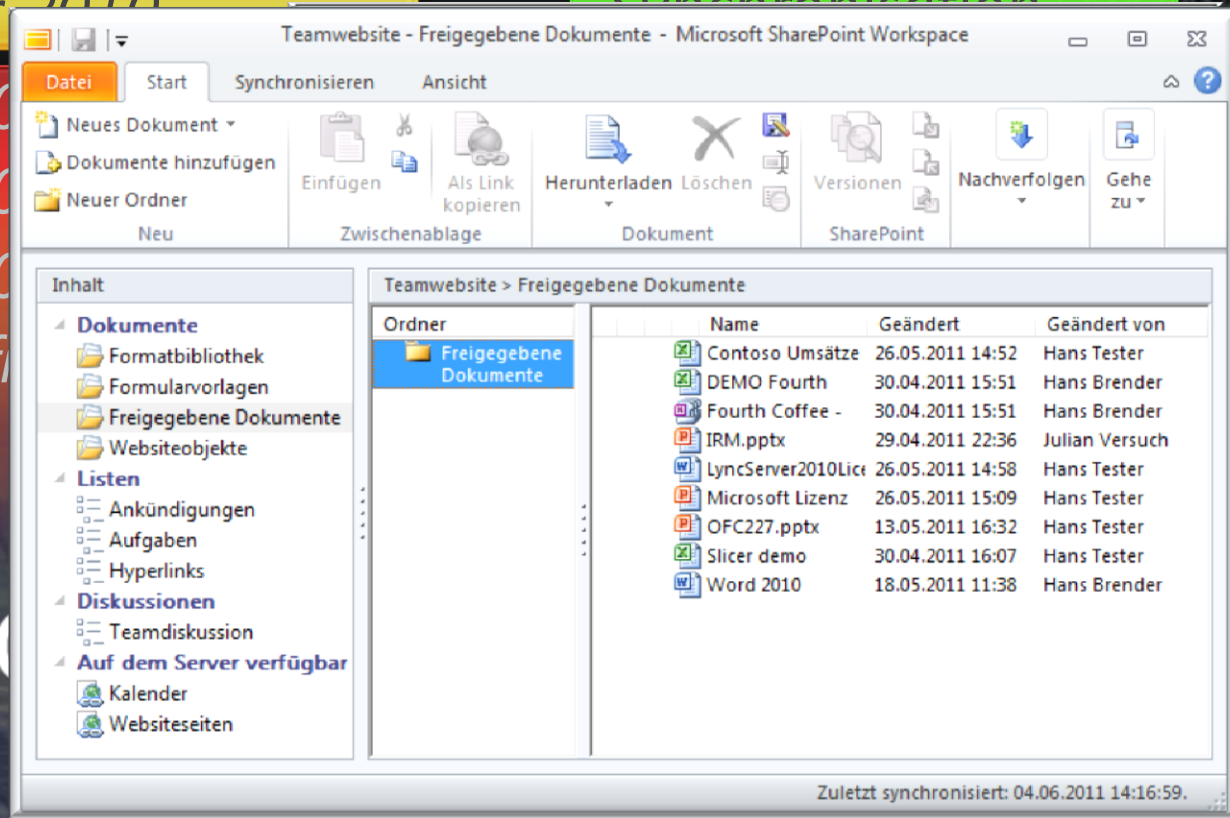 Teamwebsite - Freigegebene Dokumente - Microsoft SharePoint Workspace
Datei Start Synchronisieren Ansicht
Neues Dokument
Dokumente hinzufügen
Neuer Ordner
Neu
Einfügen
Als Link
kopieren
Zwischenablage
Herunterladen Löschen
Dokument
Versionen
SharePoint
Nachverfolgen
Gehe
zu
Inhalt
Dokumente
Formatbibliothek
Formularvorlagen
Freigegebene Dokumente
Websiteobjekte
Listen
Ankündigungen
Aufgaben
Hyperlinks
Diskussionen
Teamdiskussion
Auf dem Server verfügbar
Kalender
Websiteseiten
Teamwebsite > Freigegebene Dokumente
Ordner
Freigegebene
Dokumente
Name Geändert Geändert von
Contoso Umsätze 26.05.2011 14:52 Hans Tester
DEMO Fourth 30.04.2011 15:51 Hans Brender
Fourth Coffee - 30.04.2011 15:51 Hans Brender
IRM.pptx 29.04.2011 22:36 Julian Versuch
LyncServer2010Lice 26.05.2011 14:58 Hans Tester
Microsoft Lizenz 26.05.2011 15:09 Hans Tester
OFC227.pptx 13.05.2011 16:32 Hans Tester
Slicer demo 30.04.2011 16:07 Hans Tester
Word 2010 18.05.2011 11:38 Hans Brender
Zuletzt synchronisiert: 04.06.2011 14:16:59.